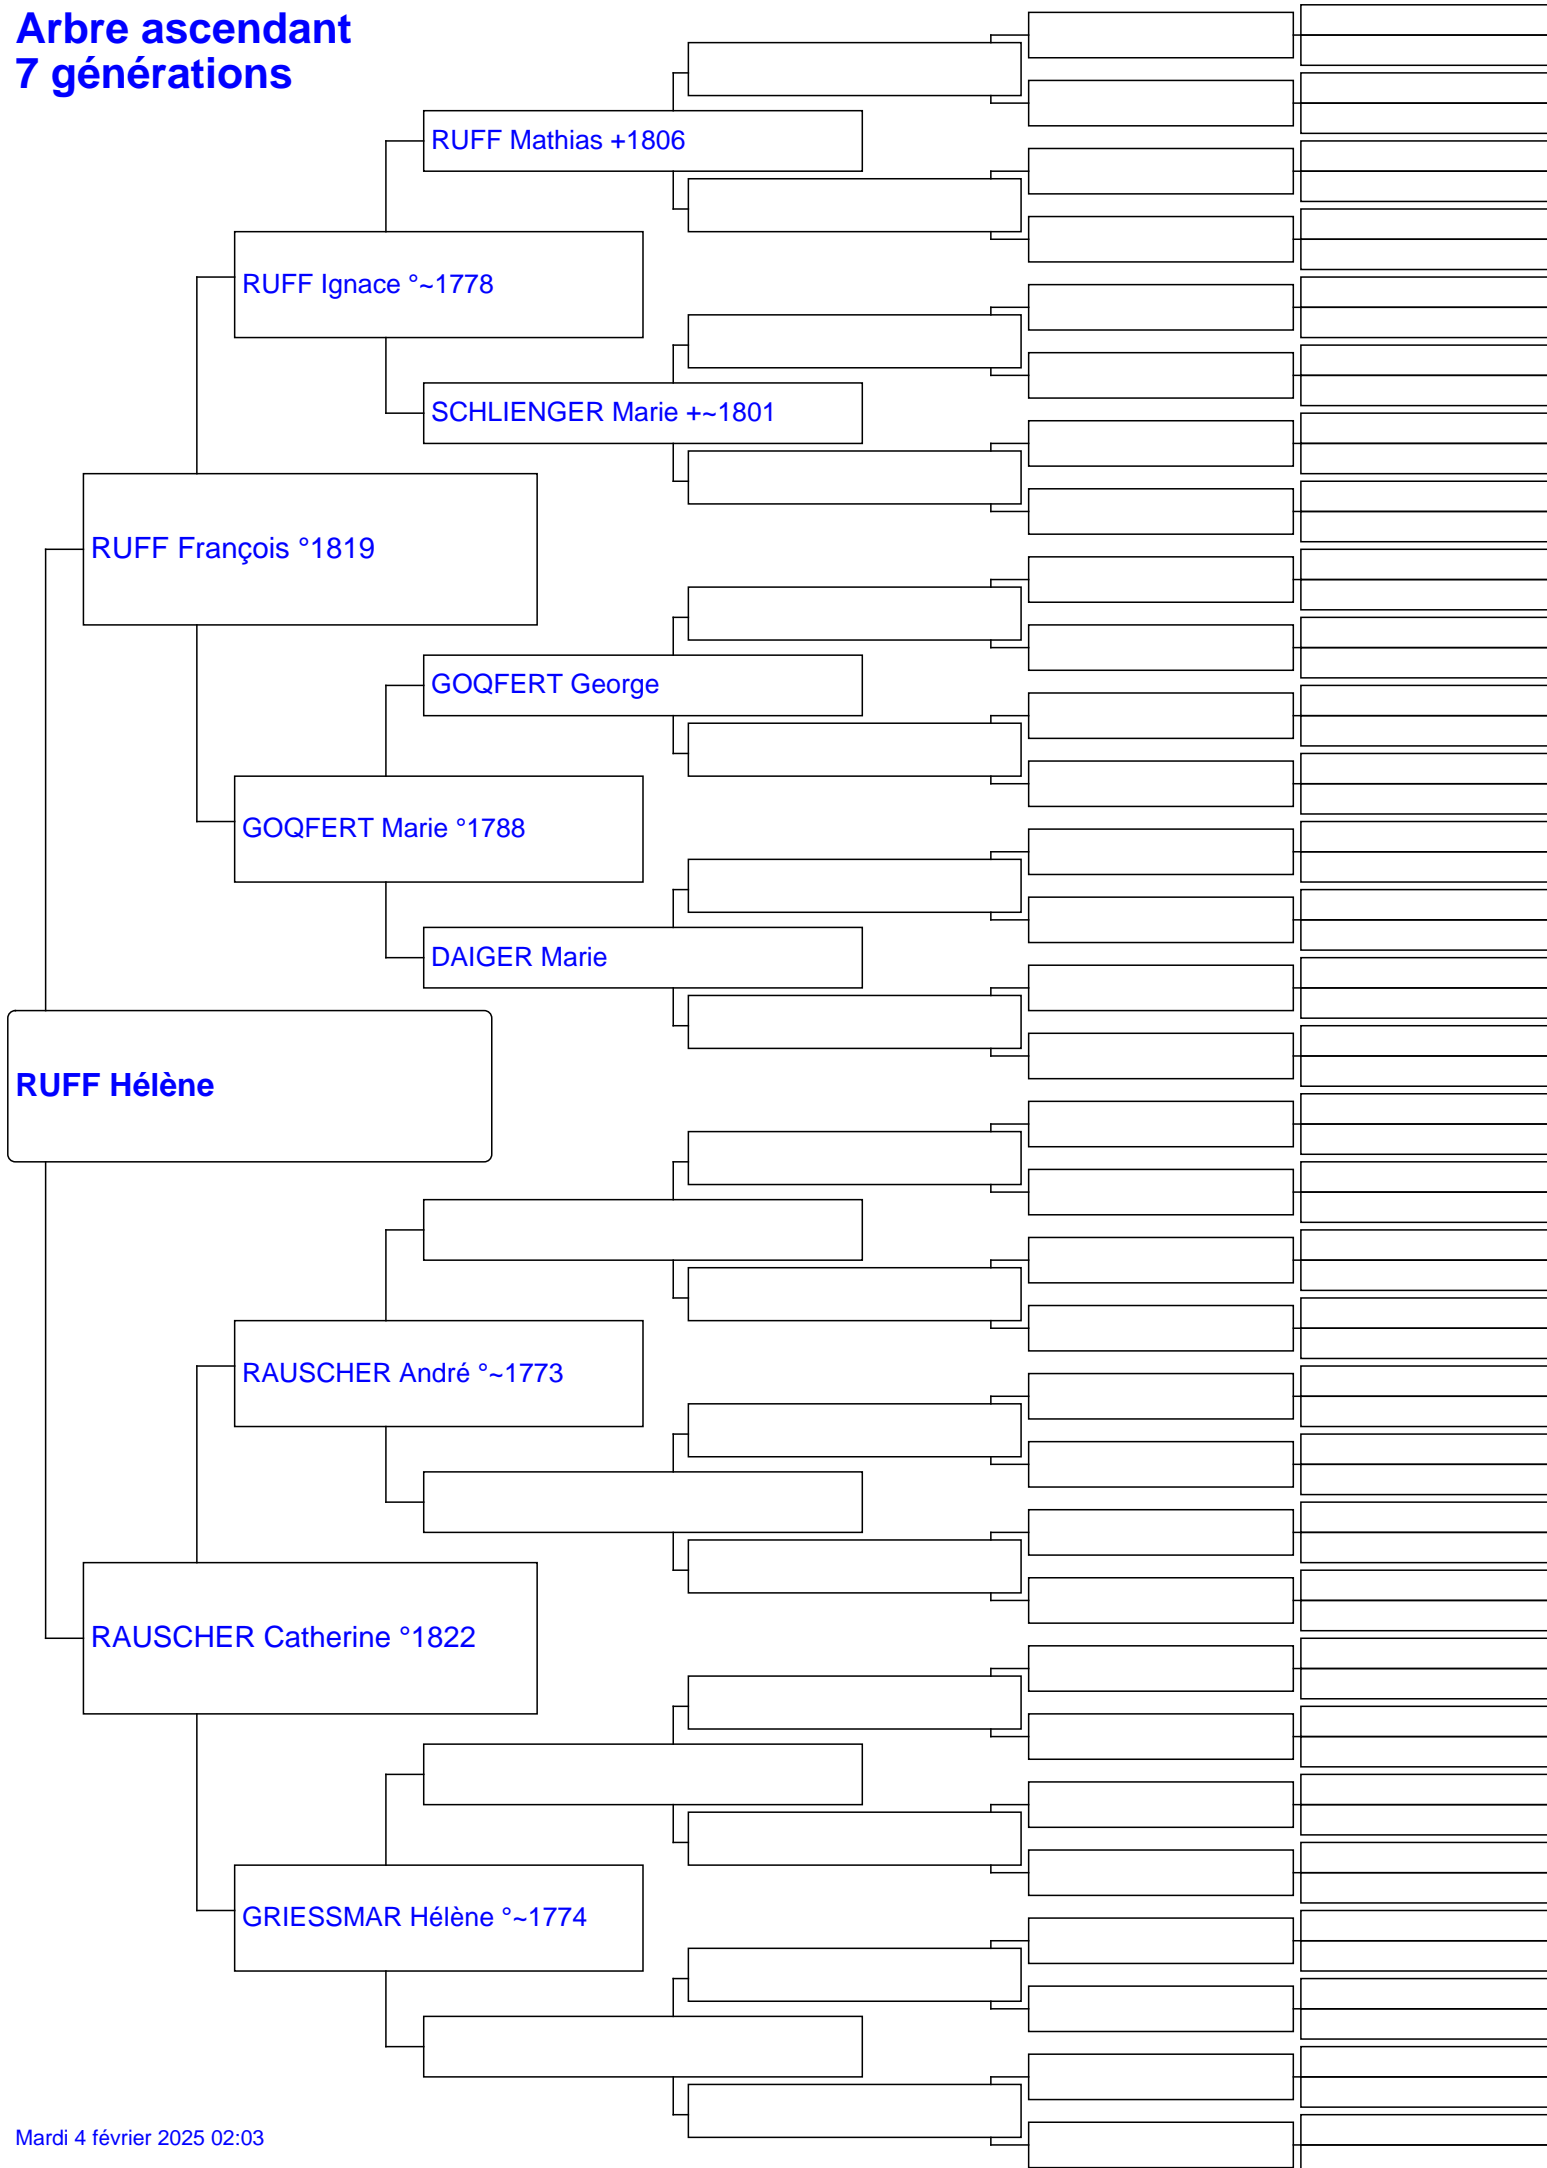 Arbre ascendant
7 générations
RUFF Mathias +1806
RUFF Ignace °~1778
SCHLIENGER Marie +~1801
RUFF François °1819
GOQFERT George
GOQFERT Marie °1788
DAIGER Marie
RUFF Hélène
RAUSCHER André °~1773
RAUSCHER Catherine °1822
GRIESSMAR Hélène °~1774
Mardi 4 février 2025 02:03